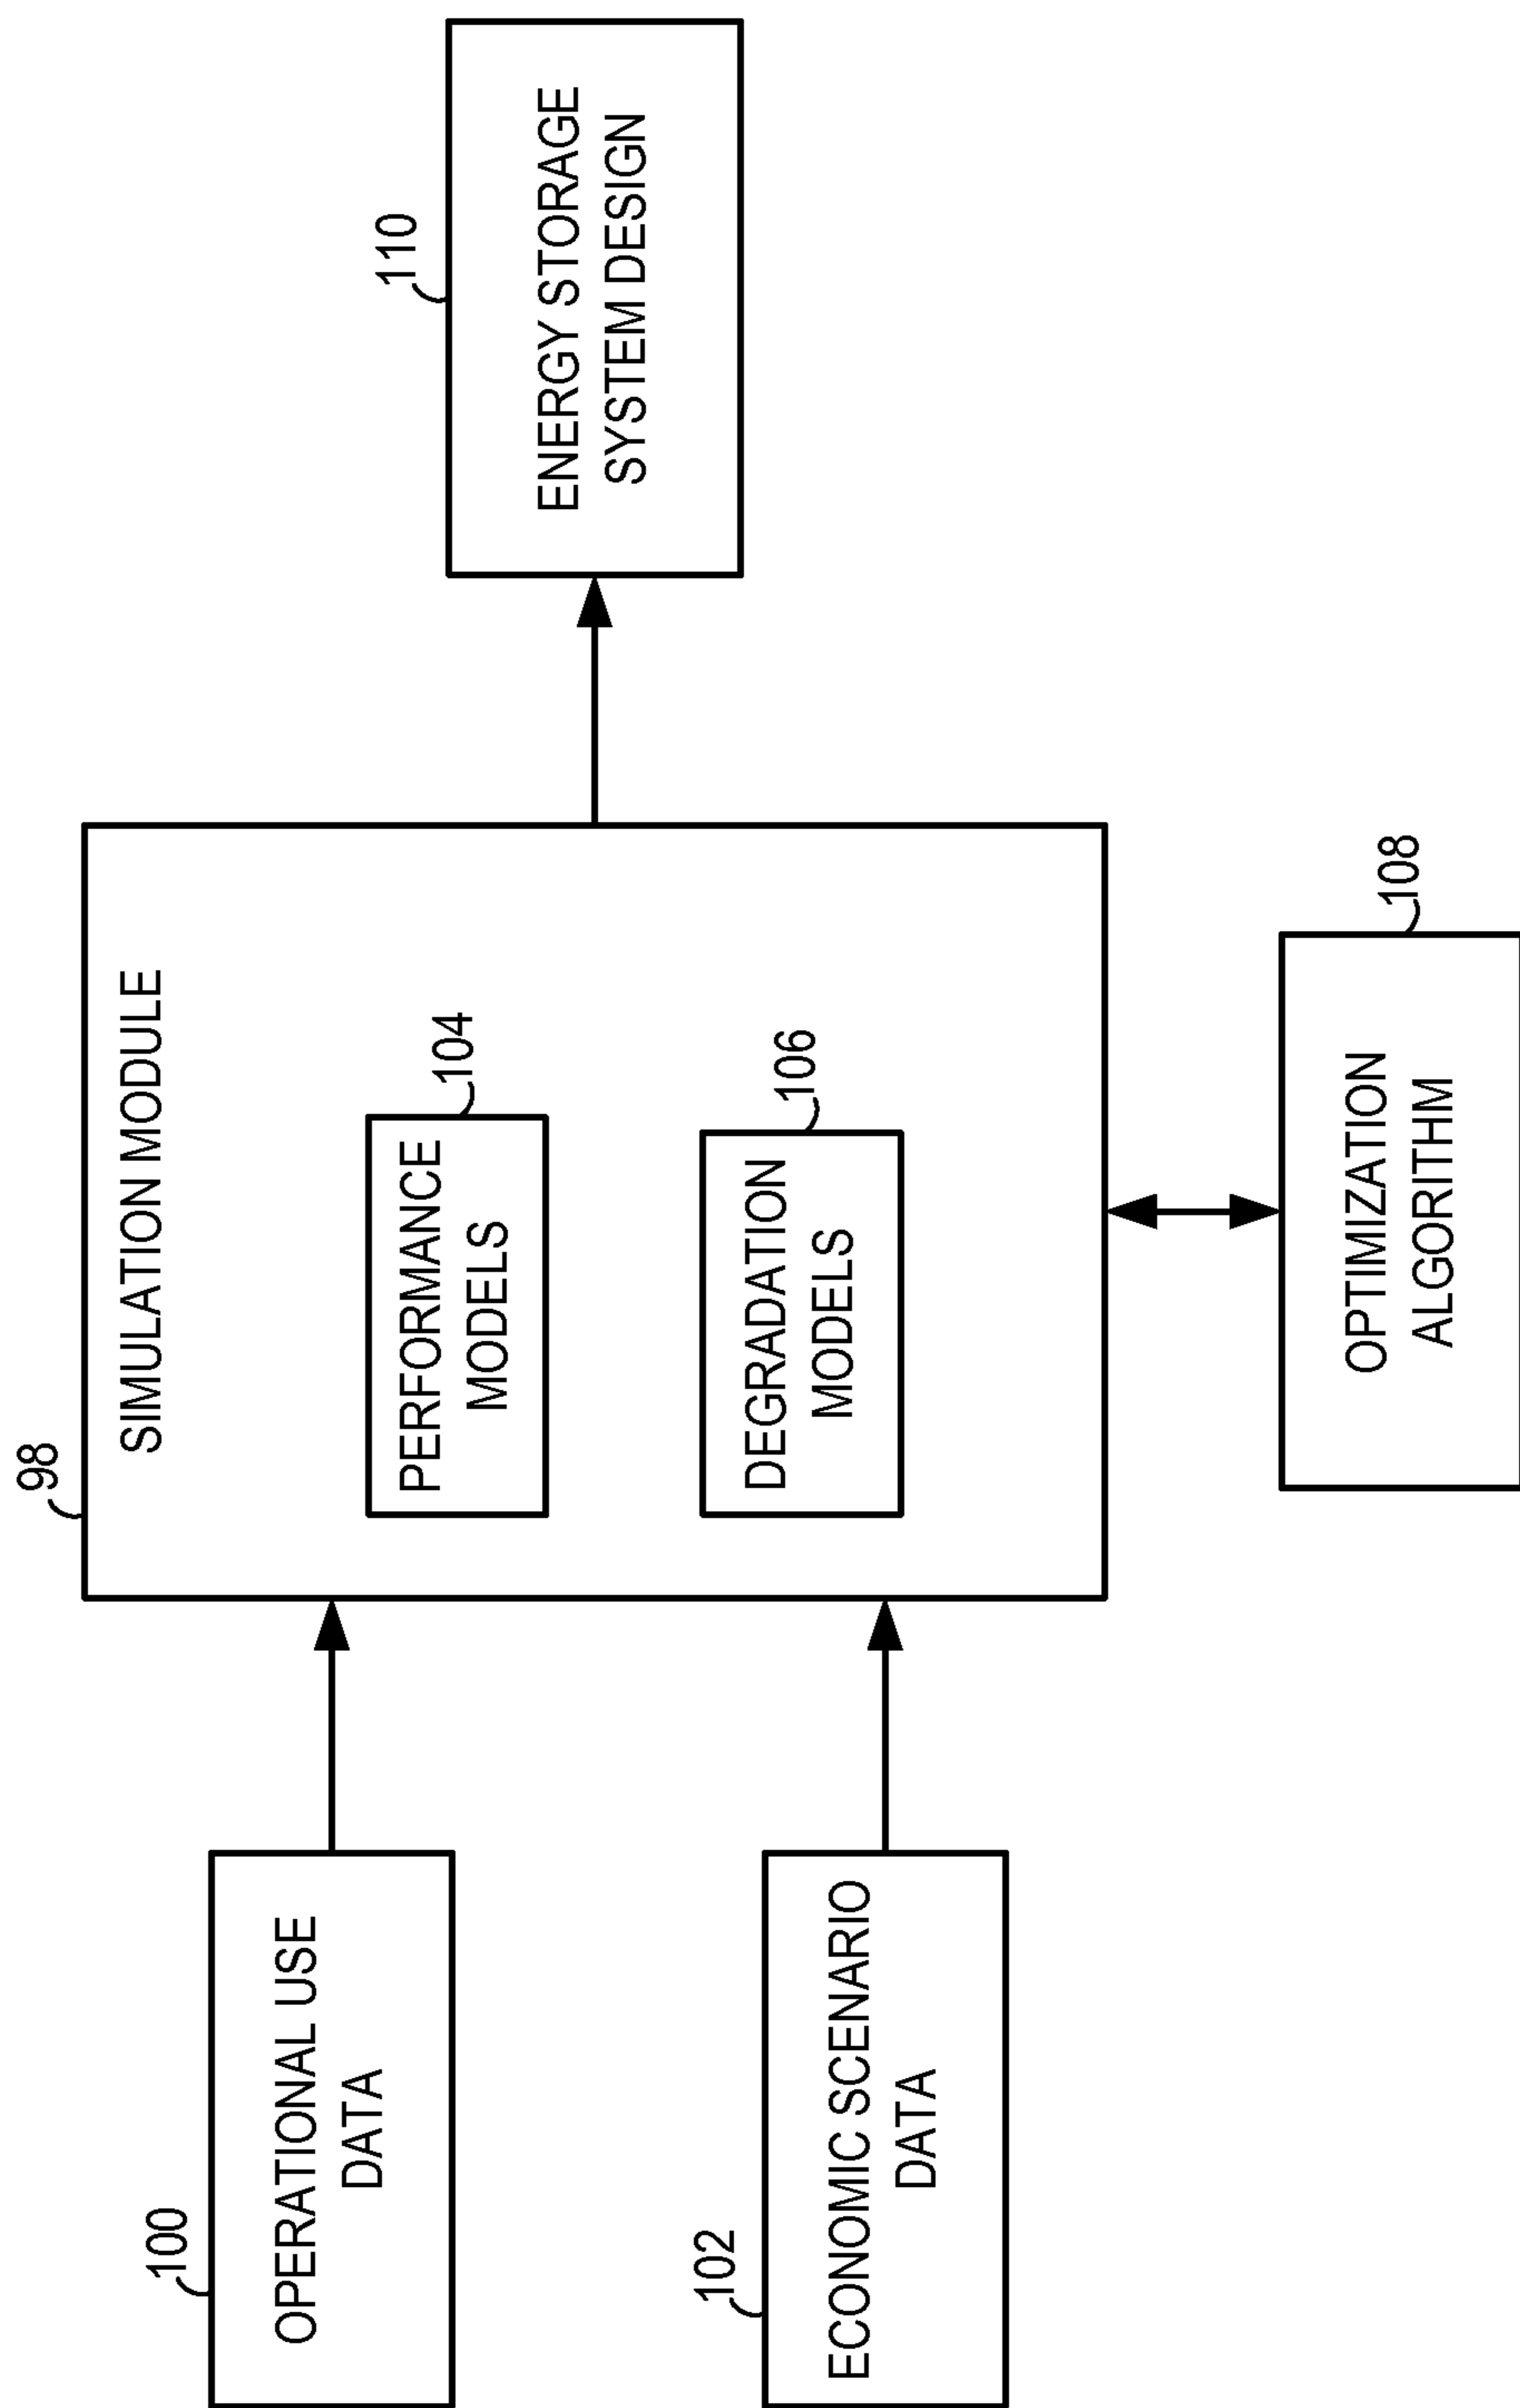 98
SIMULATION MODULE
100
OPERATIONAL USE
DATA
104
PERFORMANCE
MODELS
110
ENERGY STORAGE
SYSTEM DESIGN
102
ECONOMIC SCENARIO
DATA
106
DEGRADATION
MODELS
108
OPTIMIZATION
ALGORITHM